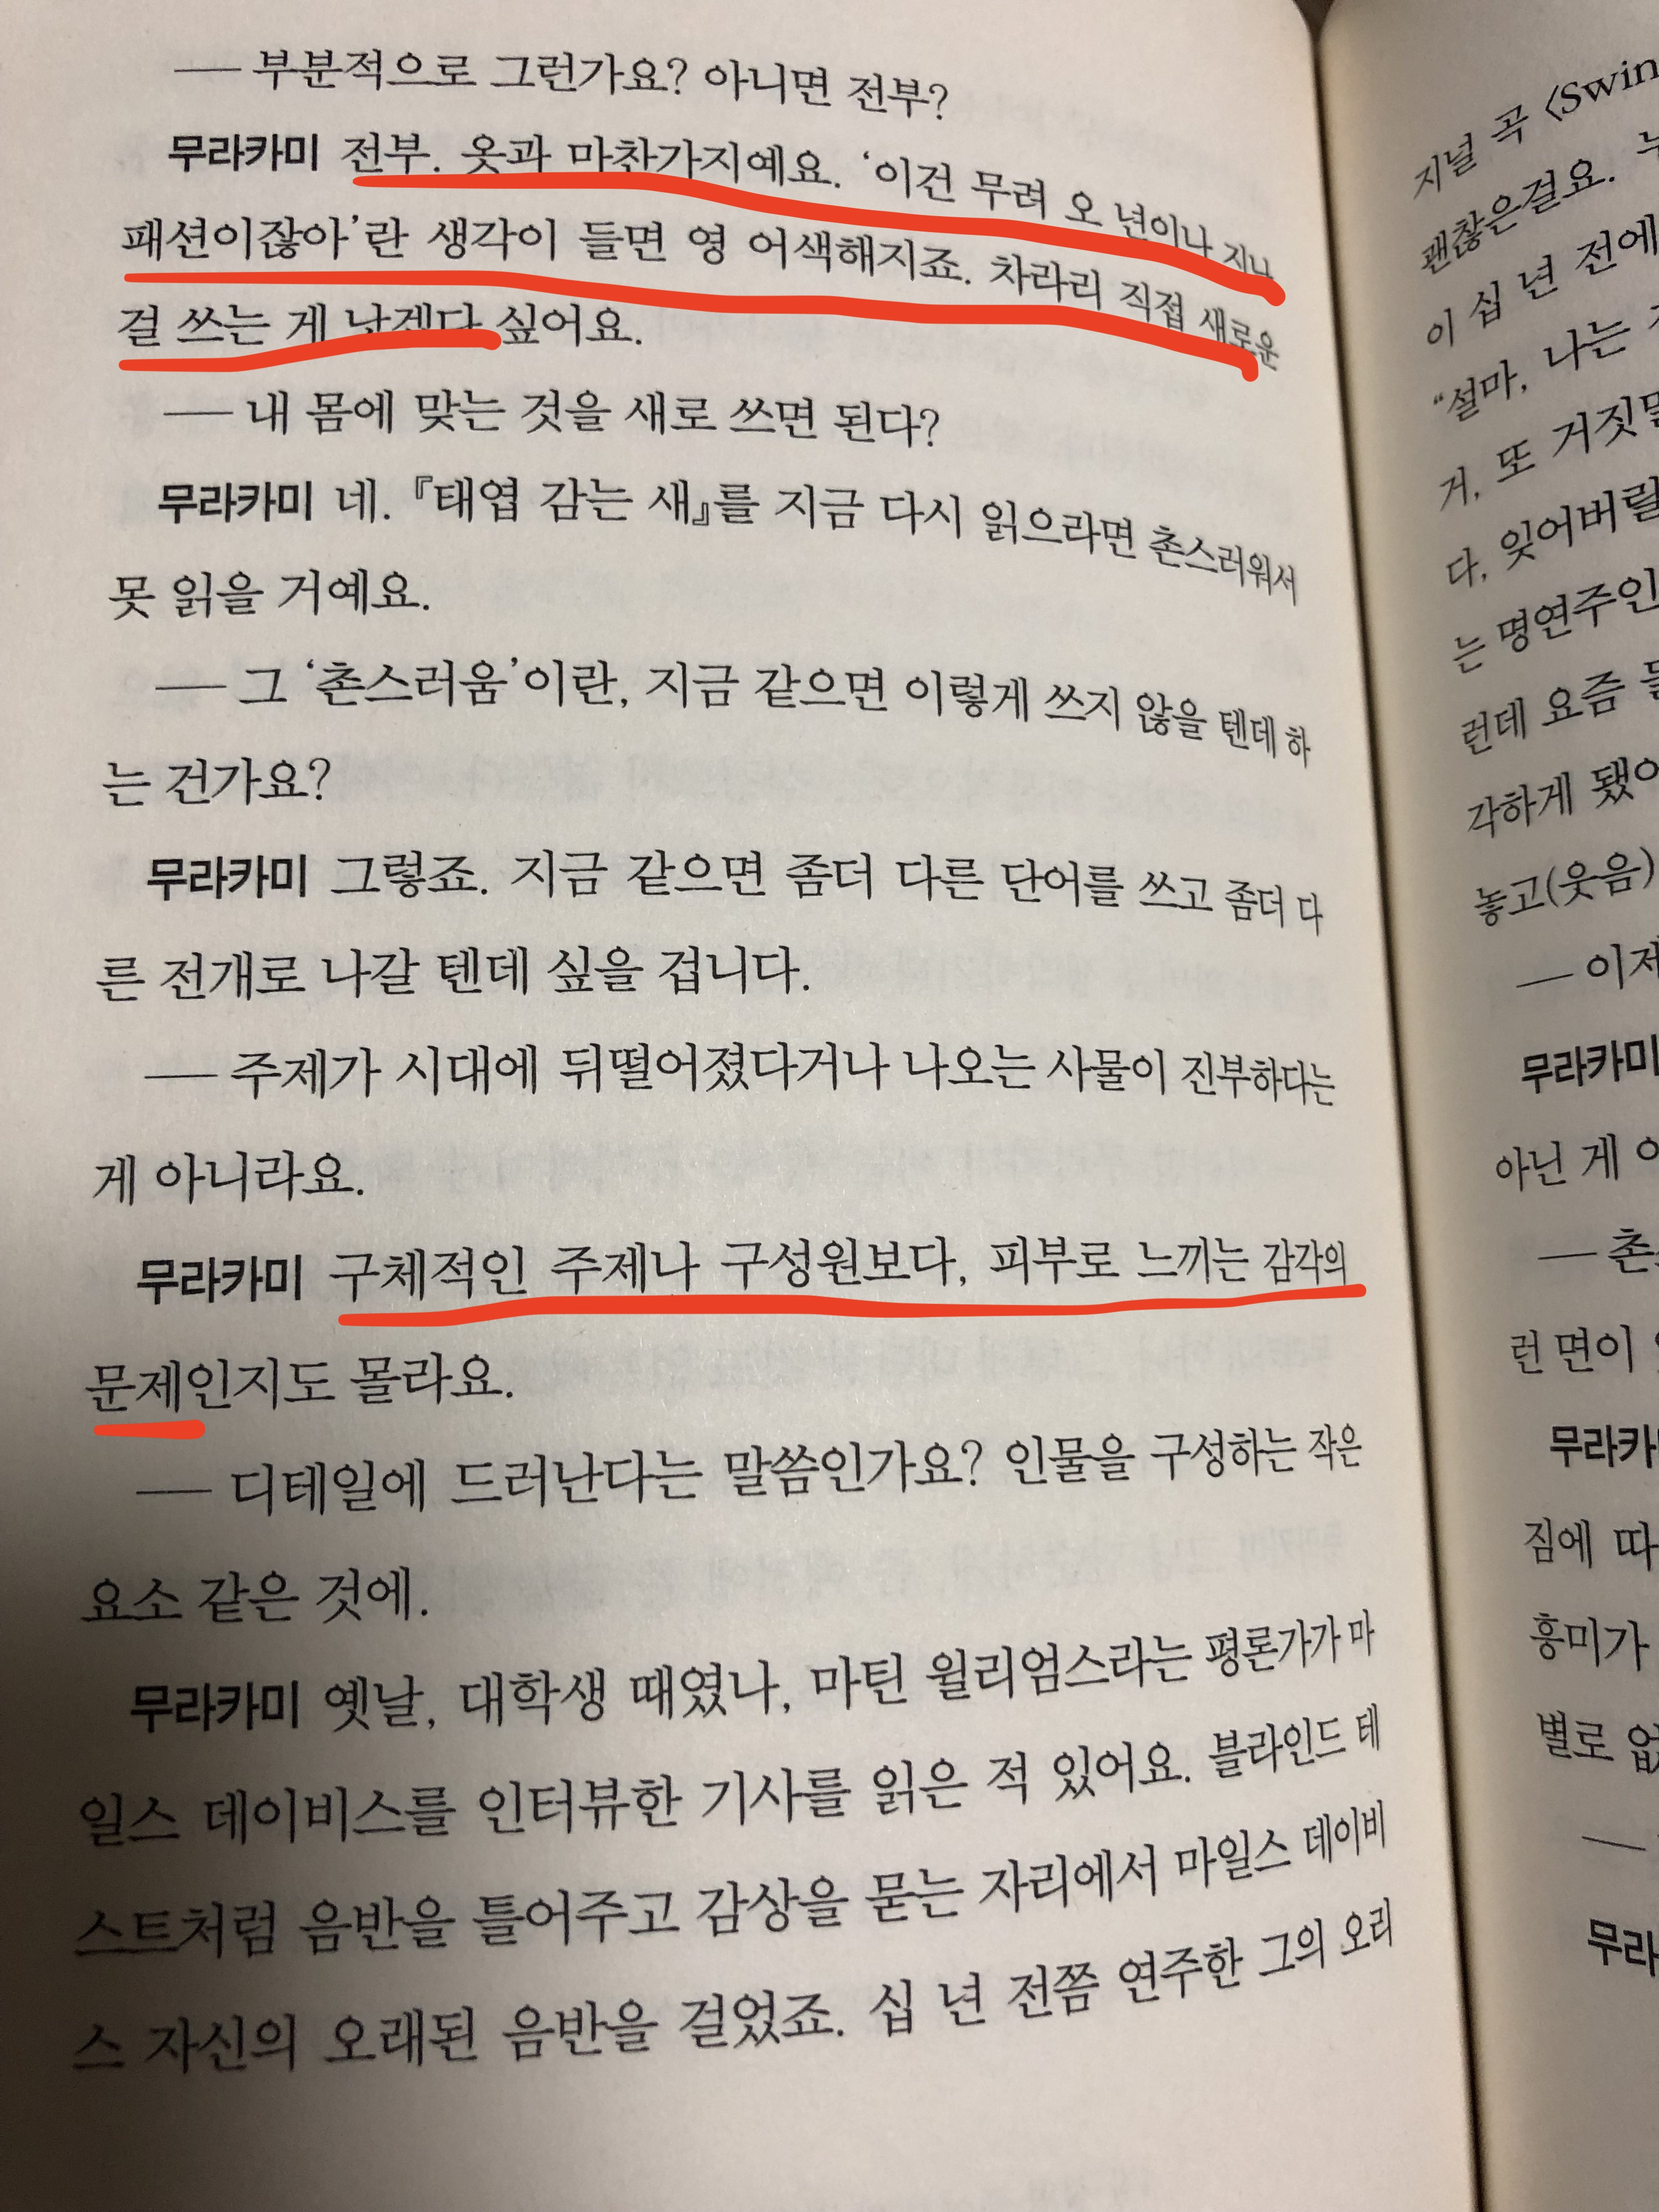 — 부분적으로 그런가요? 아니면 전부?
무라카미 전부. 옷과 마찬가지예요. ‘이건 무려 오 년이나 지난
패션이잖아’란 생각이 들면 영 어색해지죠. 차라리 직접 새로운
걸 쓰는 게 낫겠다 싶어요.
— 내 몸에 맞는 것을 새로 쓰면 된다?
무라카미 네. 『태엽 감는 새』를 지금 다시 읽으라면 촌스러워서
못 읽을 거예요.
— 그 ‘촌스러움’이란, 지금 같으면 이렇게 쓰지 않을 텐데 하
는 건가요?
무라카미 그렇죠. 지금 같으면 좀더 다른 단어를 쓰고 좀더 다
른 전개로 나갈 텐데 싶을 겁니다.
— 주제가 시대에 뒤떨어졌다거나 나오는 사물이 진부하다는
게 아니라요.
무라카미 구체적인 주제나 구성원보다, 피부로 느끼는 감각의
문제인지도 몰라요.
— 디테일에 드러난다는 말씀인가요? 인물을 구성하는 작은
요소 같은 것에.
무라카미 옛날, 대학생 때였나, 마틴 윌리엄스라는 평론가가 마
일스 데이비스를 인터뷰한 기사를 읽은 적 있어요. 블라인드 테
스트처럼 음반을 틀어주고 감상을 묻는 자리에서 마일스 데이비
스 자신의 오래된 음반을 걸었죠. 십 년 전쯤 연주한 그의 오리
지널 곡 〈Swin
괜찮은걸요. 누
이 십 년 전에
“설마, 나는
거, 또 거짓말
다, 잊어버릴
는 명연주인
런데 요즘 들
각하게 됐어
놓고(웃음)
— 이제
무라카미
아닌 게 아
— 촌스
런 면이
무라카미
짐에 따
흥미가
별로 없
—
무라